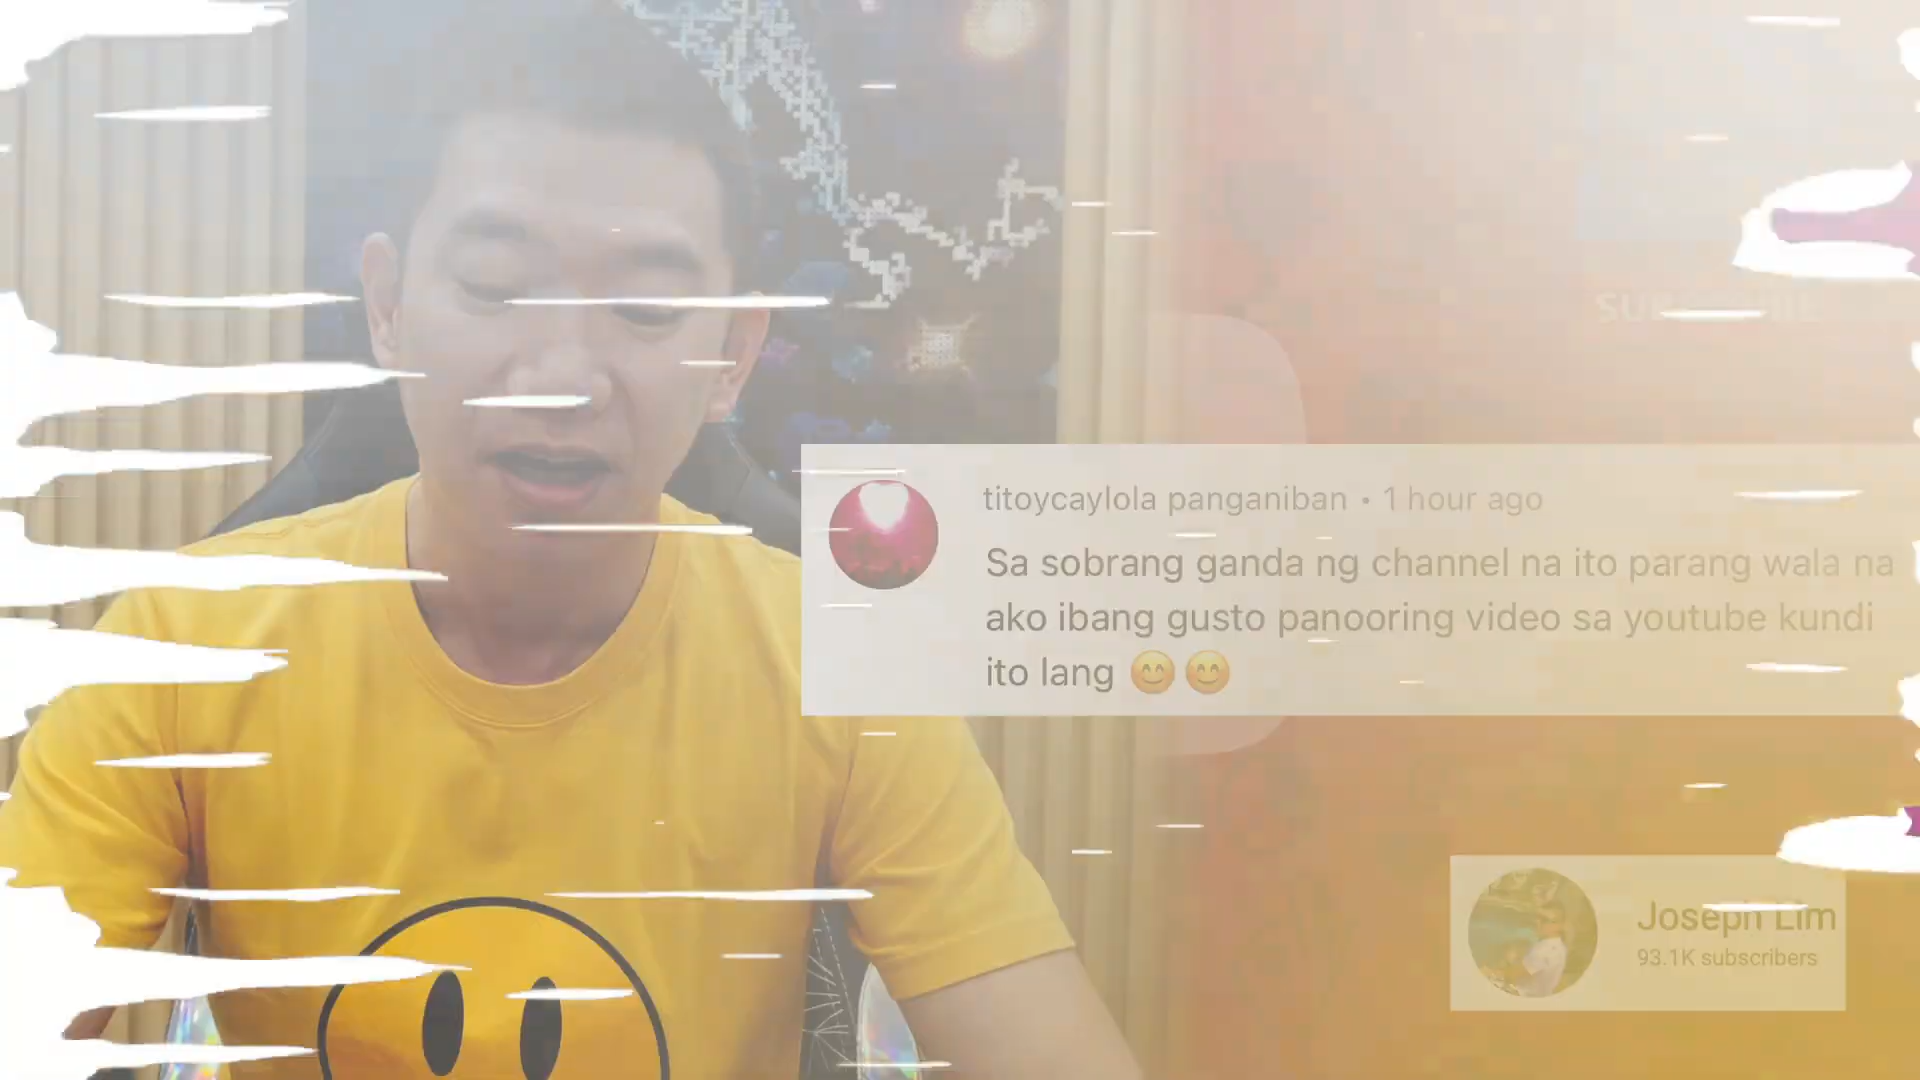 SUBSCRIBE
titoycaylola panganiban • 1 hour ago
Sa sobrang ganda ng channel na ito parang wala na
ako ibang gusto panooring video sa youtube kundi
ito lang 😊😊
Joseph Lim
93.1K subscribers